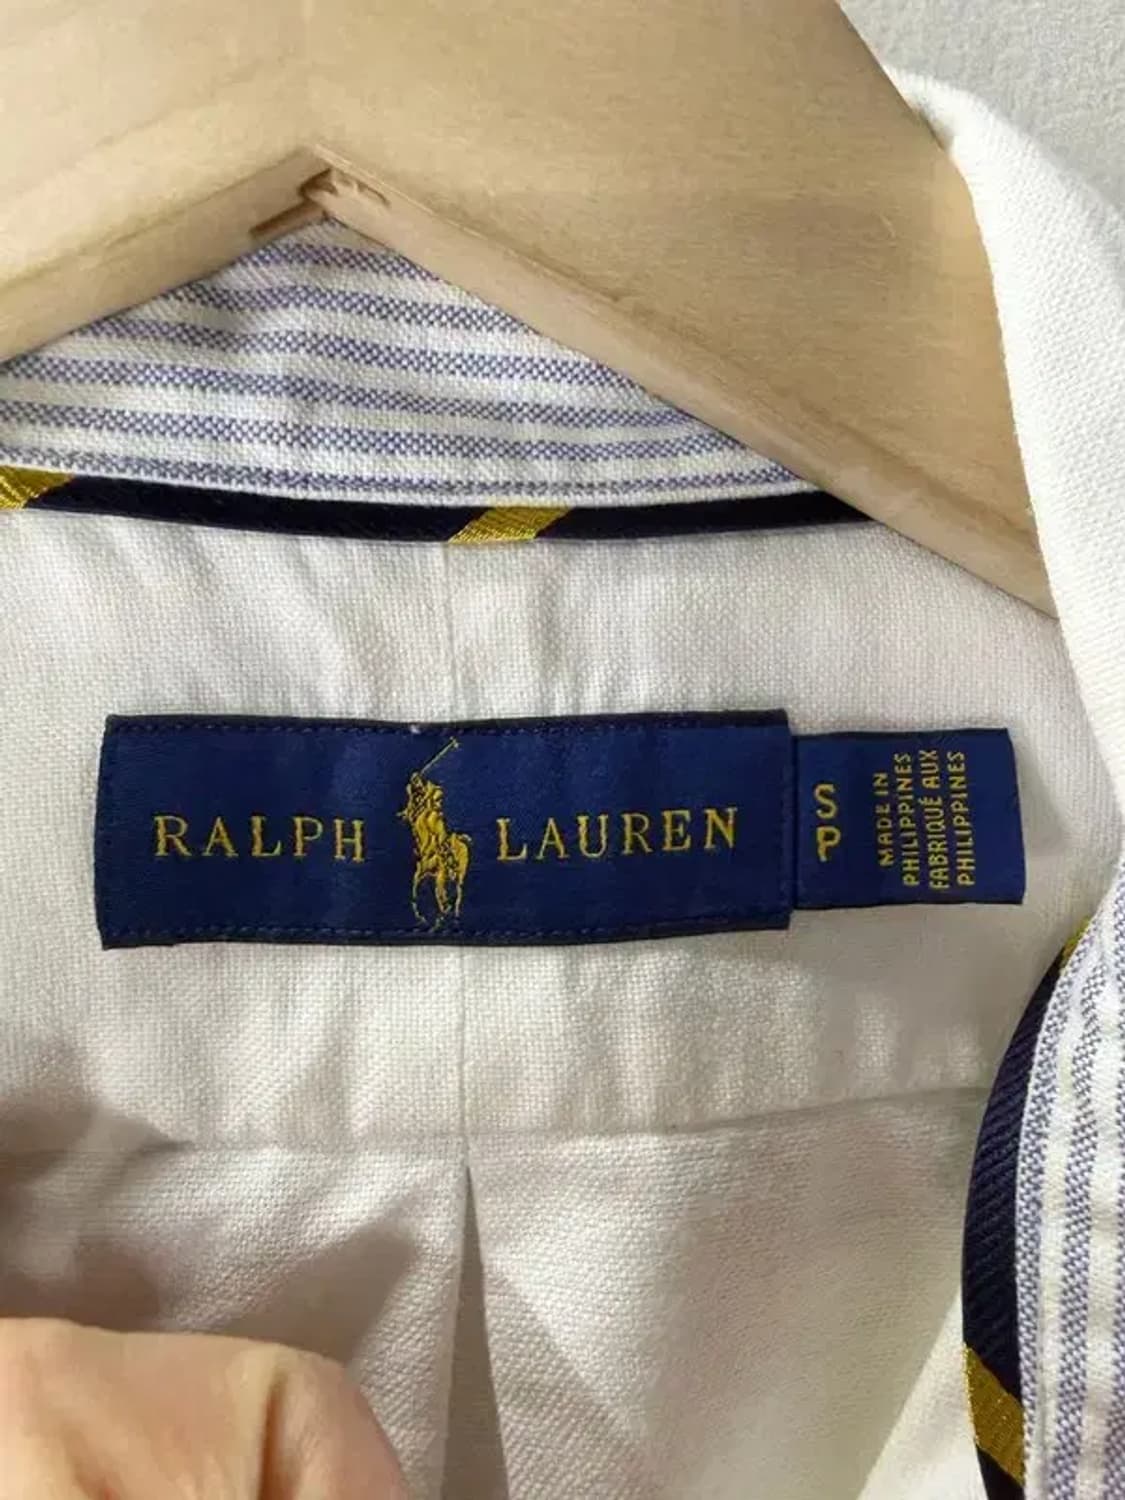 RALPH LAUREN
S
P
MADE IN
PHILIPPINES
FABRIQUÉ AUX
PHILIPPINES